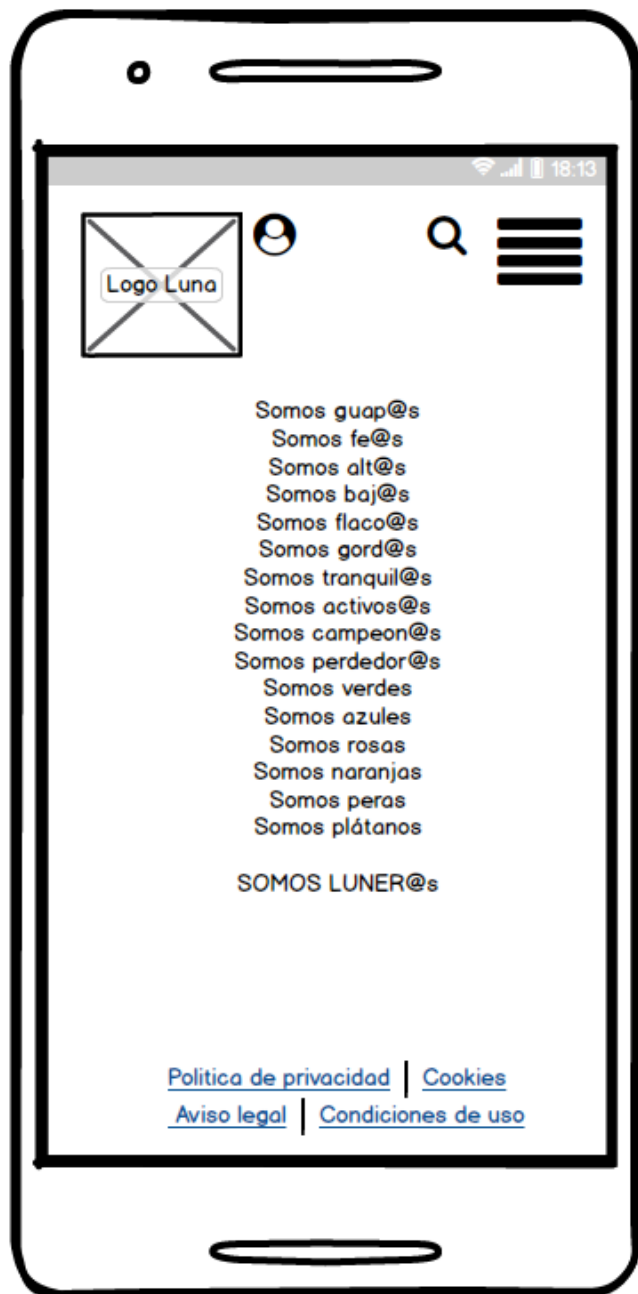 18:13
Logo Luna
Somos guap@s
Somos fe@s
Somos alt@s
Somos baj@s
Somos flaco@s
Somos gord@s
Somos tranquil@s
Somos activos@s
Somos campeon@s
Somos perdedor@s
Somos verdes
Somos azules
Somos rosas
Somos naranjas
Somos peras
Somos plátanos
SOMOS LUNER@s
Politica de privacidad | Cookies
Aviso legal | Condiciones de uso